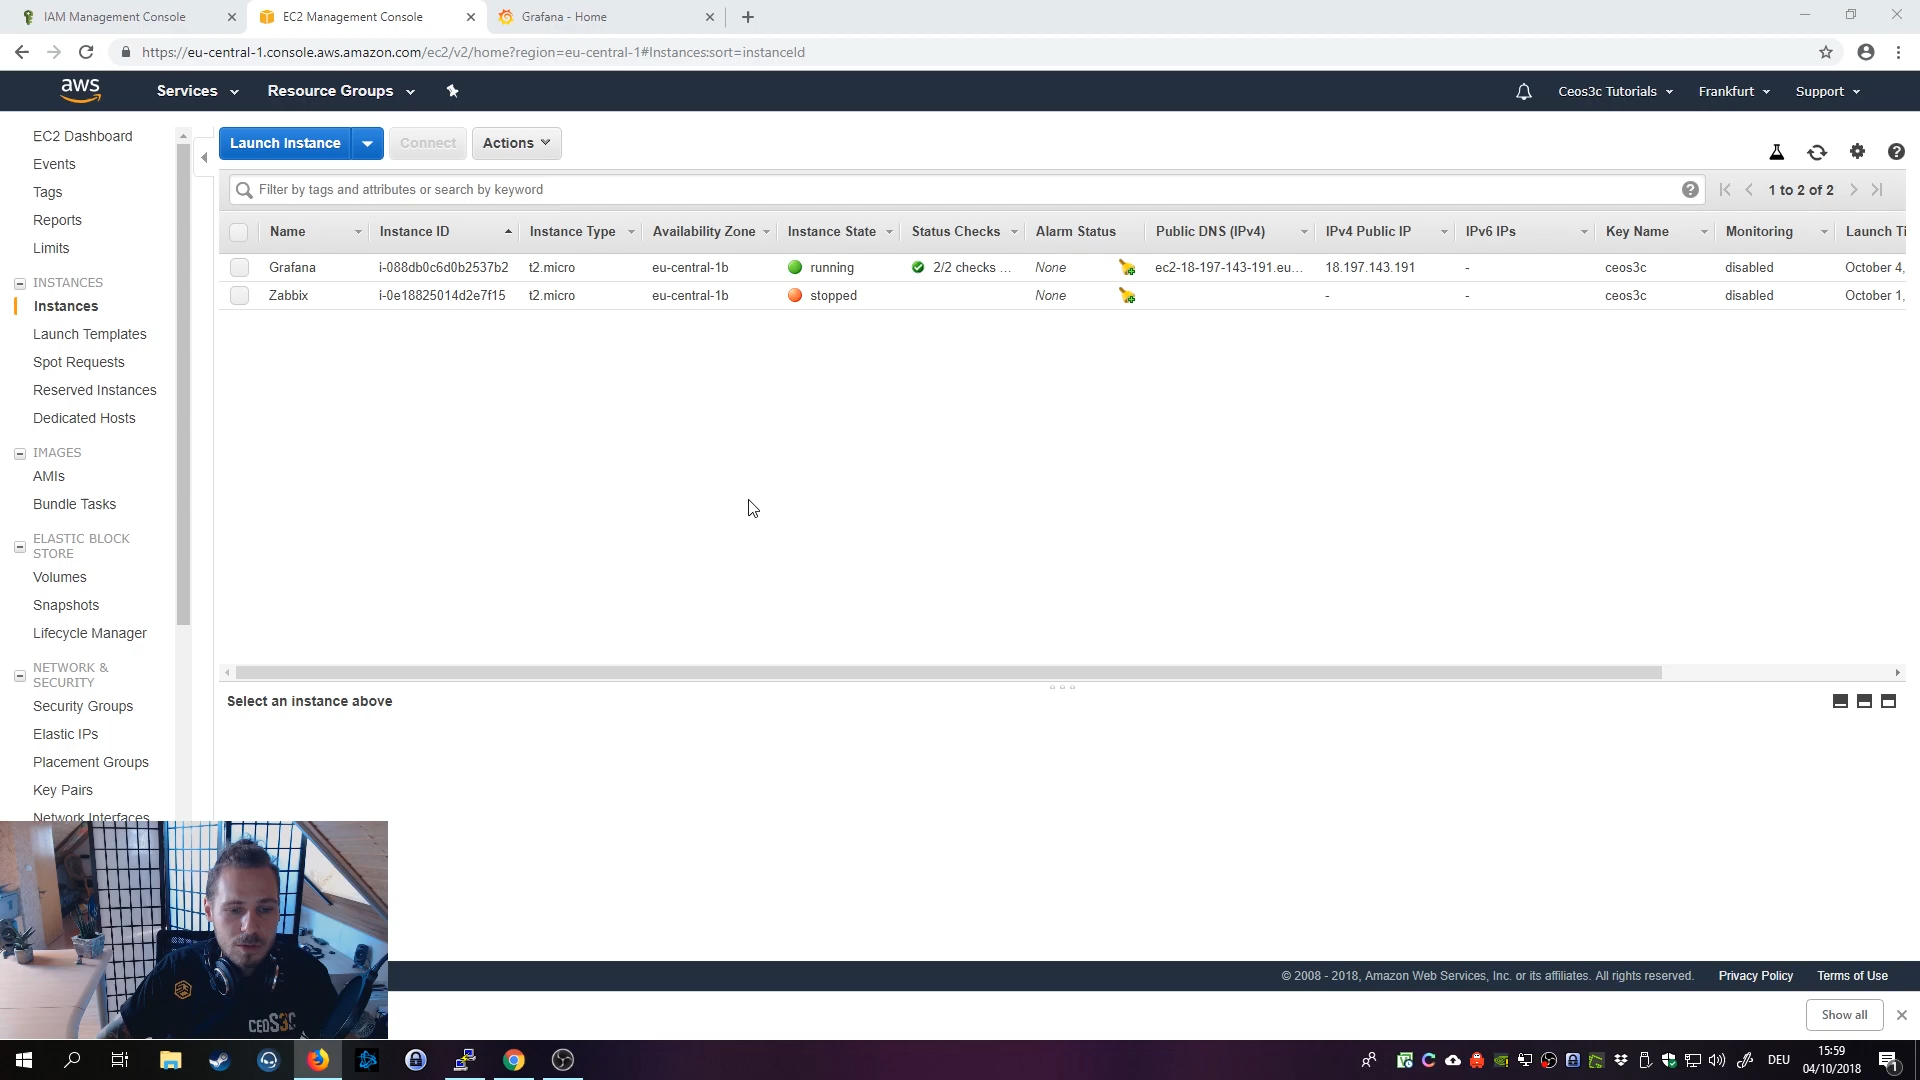 IAM Management Console
EC2 Management Console
Grafana - Home
https://eu-central-1.console.aws.amazon.com/ec2/v2/home?region=eu-central-1#Instances:sort=instanceId
aws
Services
Resource Groups
Ceos3c Tutorials
Frankfurt
Support
EC2 Dashboard
Events
Tags
Reports
Limits
INSTANCES
Instances
Launch Templates
Spot Requests
Reserved Instances
Dedicated Hosts
IMAGES
AMIs
Bundle Tasks
ELASTIC BLOCK
STORE
Volumes
Snapshots
Lifecycle Manager
NETWORK &
SECURITY
Security Groups
Elastic IPs
Placement Groups
Key Pairs
Network Interfaces
Launch Instance
Connect
Actions
Filter by tags and attributes or search by keyword
1 to 2 of 2
Name Instance ID Instance Type Availability Zone Instance State Status Checks Alarm Status Public DNS (IPv4) IPv4 Public IP IPv6 IPs Key Name Monitoring Launch Ti
Grafana i-088db0c6d0b2537b2 t2.micro eu-central-1b running 2/2 checks ... None ec2-18-197-143-191.eu... 18.197.143.191 - ceos3c disabled October 4,
Zabbix i-0e18825014d2e7f15 t2.micro eu-central-1b stopped None - - ceos3c disabled October 1,
Select an instance above
CEOS3C
© 2008 - 2018, Amazon Web Services, Inc. or its affiliates. All rights reserved.
Privacy Policy
Terms of Use
Show all
DEU
15:59
04/10/2018
1